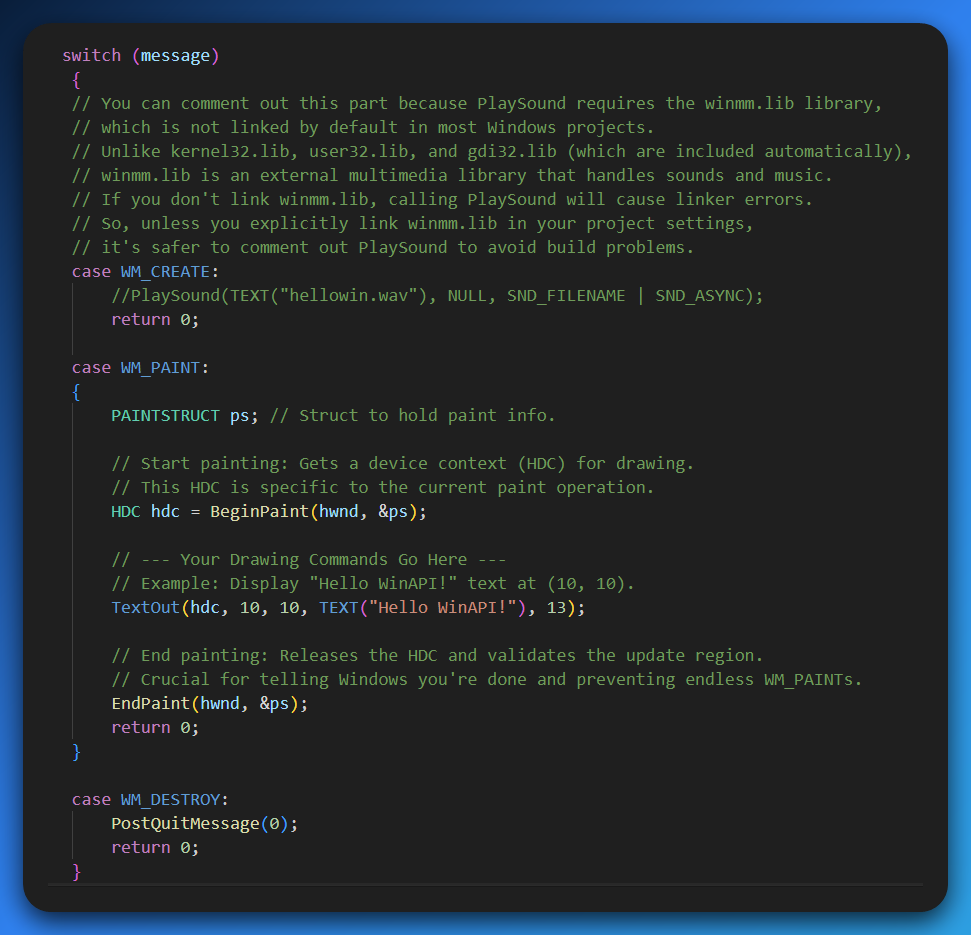 switch (message)
{
// You can comment out this part because PlaySound requires the winmm.lib library,
// which is not linked by default in most Windows projects.
// Unlike kernel32.lib, user32.lib, and gdi32.lib (which are included automatically),
// winmm.lib is an external multimedia library that handles sounds and music.
// If you don't link winmm.lib, calling PlaySound will cause linker errors.
// So, unless you explicitly link winmm.lib in your project settings,
// it's safer to comment out PlaySound to avoid build problems.
case WM_CREATE:
//PlaySound(TEXT("hellowin.wav"), NULL, SND_FILENAME | SND_ASYNC);
return 0;
case WM_PAINT:
{
PAINTSTRUCT ps; // Struct to hold paint info.
// Start painting: Gets a device context (HDC) for drawing.
// This HDC is specific to the current paint operation.
HDC hdc = BeginPaint(hwnd, &ps);
// --- Your Drawing Commands Go Here ---
// Example: Display "Hello WinAPI!" text at (10, 10).
TextOut(hdc, 10, 10, TEXT("Hello WinAPI!"), 13);
// End painting: Releases the HDC and validates the update region.
// Crucial for telling Windows you're done and preventing endless WM_PAINTs.
EndPaint(hwnd, &ps);
return 0;
}
case WM_DESTROY:
PostQuitMessage(0);
return 0;
}